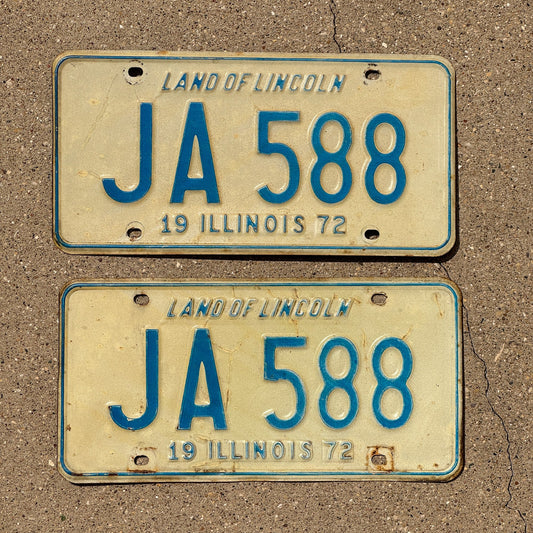 LAND OF LINCOLN
JA 588
19 ILLINOIS 72
LAND OF LINCOLN
JA 588
19 ILLINOIS 72